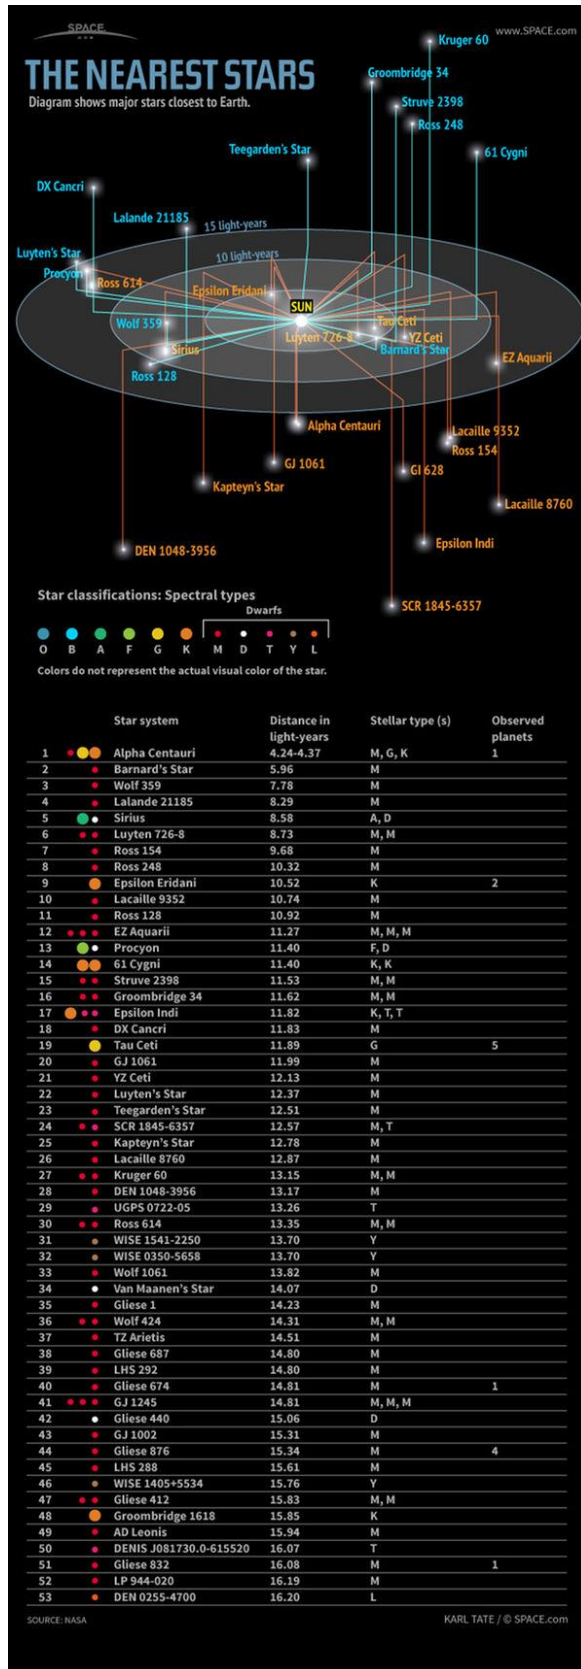 SPACE
.COM
www.SPACE.com
THE NEAREST STARS
Diagram shows major stars closest to Earth.
Kruger 60
Groombridge 34
Struve 2398
Ross 248
Teegarden's Star
61 Cygni
DX Cancri
Lalande 21185
15 light-years
Luyten's Star
10 light-years
Procyon
Ross 614
Epsilon Eridani
SUN
Wolf 359
Tau Ceti
Luyten 726-8
YZ Ceti
Sirius
Barnard's Star
EZ Aquarii
Ross 128
Alpha Centauri
Lacaille 9352
Ross 154
GJ 1061
GI 628
Kapteyn's Star
Lacaille 8760
DEN 1048-3956
Epsilon Indi
SCR 1845-6357
Star classifications: Spectral types
Dwarfs
O B A F G K M D T Y L
Colors do not represent the actual visual color of the star.
Star system Distance in light-years Stellar type (s) Observed planets
1 Alpha Centauri 4.24-4.37 M, G, K 1
2 Barnard's Star 5.96 M
3 Wolf 359 7.78 M
4 Lalande 21185 8.29 M
5 Sirius 8.58 A, D
6 Luyten 726-8 8.73 M, M
7 Ross 154 9.68 M
8 Ross 248 10.32 M
9 Epsilon Eridani 10.52 K 2
10 Lacaille 9352 10.74 M
11 Ross 128 10.92 M
12 EZ Aquarii 11.27 M, M, M
13 Procyon 11.40 F, D
14 61 Cygni 11.40 K, K
15 Struve 2398 11.53 M, M
16 Groombridge 34 11.62 M, M
17 Epsilon Indi 11.82 K, T, T
18 DX Cancri 11.83 M
19 Tau Ceti 11.89 G 5
20 GJ 1061 11.99 M
21 YZ Ceti 12.13 M
22 Luyten's Star 12.37 M
23 Teegarden's Star 12.51 M
24 SCR 1845-6357 12.57 M, T
25 Kapteyn's Star 12.78 M
26 Lacaille 8760 12.87 M
27 Kruger 60 13.15 M, M
28 DEN 1048-3956 13.17 M
29 UGPS 0722-05 13.26 T
30 Ross 614 13.35 M, M
31 WISE 1541-2250 13.70 Y
32 WISE 0350-5658 13.70 Y
33 Wolf 1061 13.82 M
34 Van Maanen's Star 14.07 D
35 Gliese 1 14.23 M
36 Wolf 424 14.31 M, M
37 TZ Arietis 14.51 M
38 Gliese 687 14.80 M
39 LHS 292 14.80 M
40 Gliese 674 14.81 M 1
41 GJ 1245 14.81 M, M, M
42 Gliese 440 15.06 D
43 GJ 1002 15.31 M
44 Gliese 876 15.34 M 4
45 LHS 288 15.61 M
46 WISE 1405+5534 15.76 Y
47 Gliese 412 15.83 M, M
48 Groombridge 1618 15.85 K
49 AD Leonis 15.94 M
50 DENIS J081730.0-615520 16.07 T
51 Gliese 832 16.08 M 1
52 LP 944-020 16.19 M
53 DEN 0255-4700 16.20 L
SOURCE: NASA
KARL TATE / © SPACE.com